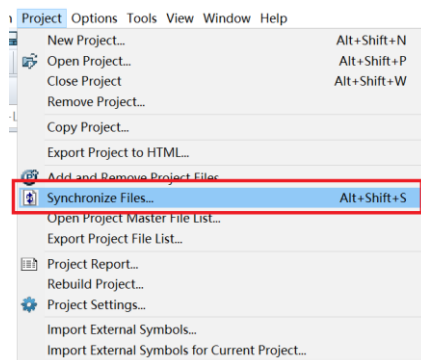 Project Options Tools View Window Help
New Project... Alt+Shift+N
Open Project... Alt+Shift+P
Close Project Alt+Shift+W
Remove Project...
Copy Project...
Export Project to HTML...
Add and Remove Project Files...
Synchronize Files... Alt+Shift+S
Open Project Master File List...
Export Project File List...
Project Report...
Rebuild Project...
Project Settings...
Import External Symbols...
Import External Symbols for Current Project...